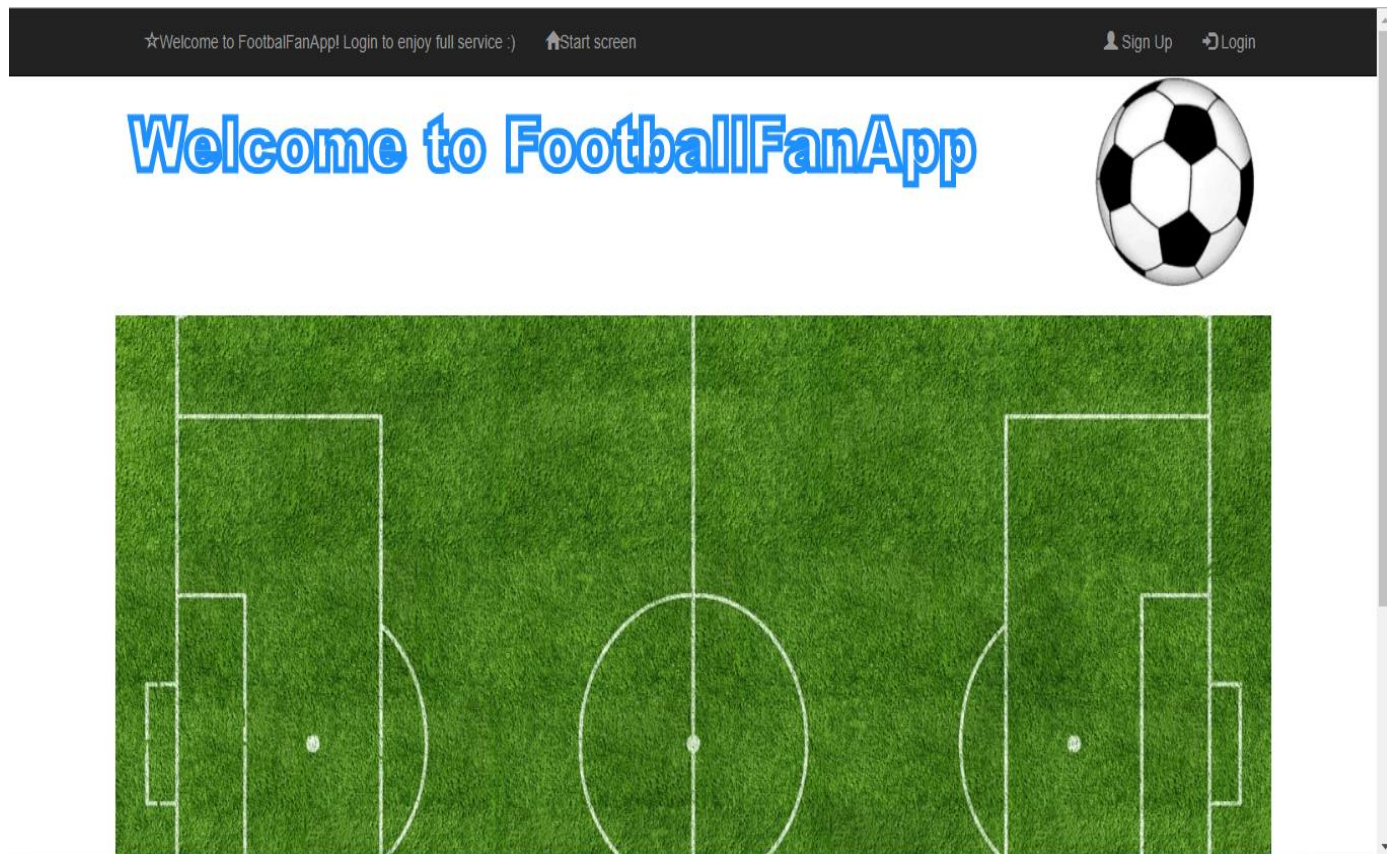 ☆Welcome to FootbalFanApp! Login to enjoy full service :) Start screen Sign Up Login
Welcome to FootballFanApp